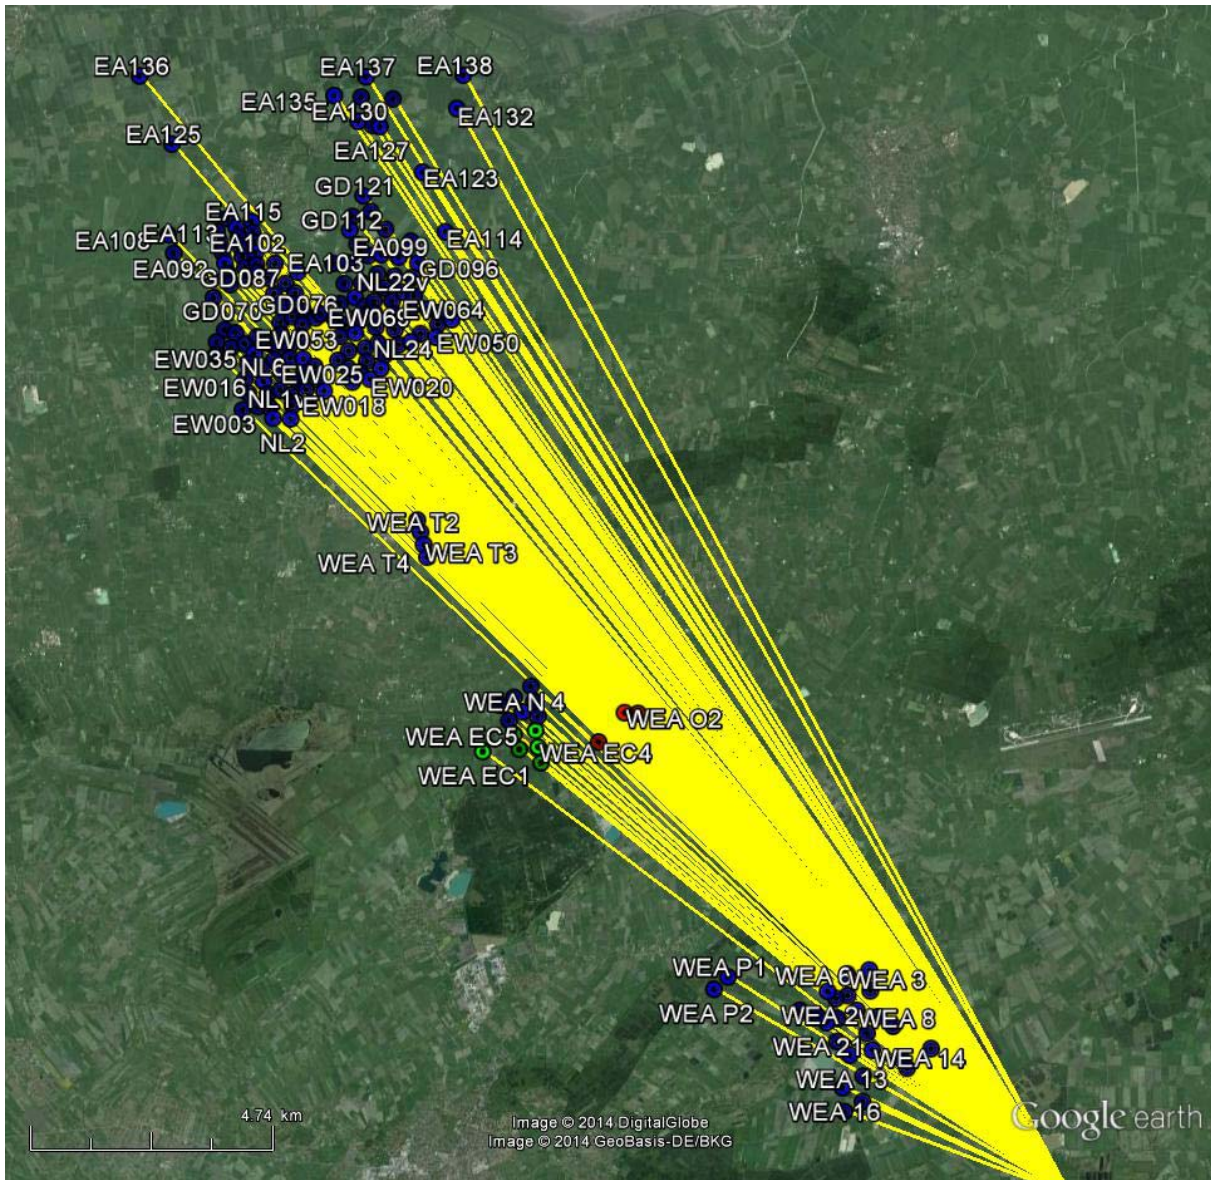 EA136
EA137
EA138
EA135
EA130
EA132
EA125
EA127
EA123
GD121
EA115
GD112
EA113
EA114
EA108
EA102
EA099
EA092
EA103
GD096
GD087
NL22v
GD070
GD076
EW069
EW064
EW053
EW050
EW035
NL24
EW025
EW016
EW020
NL1v
EW018
EW003
NL2
WEA T2
WEA T3
WEA T4
WEA N 4
WEA O2
WEA EC5
WEA EC4
WEA EC1
WEA P1
WEA 6
WEA 3
WEA P2
WEA 2
WEA 8
WEA 21
WEA 14
WEA 13
WEA 16
4.74 km
Image © 2014 DigitalGlobe
Image © 2014 GeoBasis-DE/BKG
Google earth